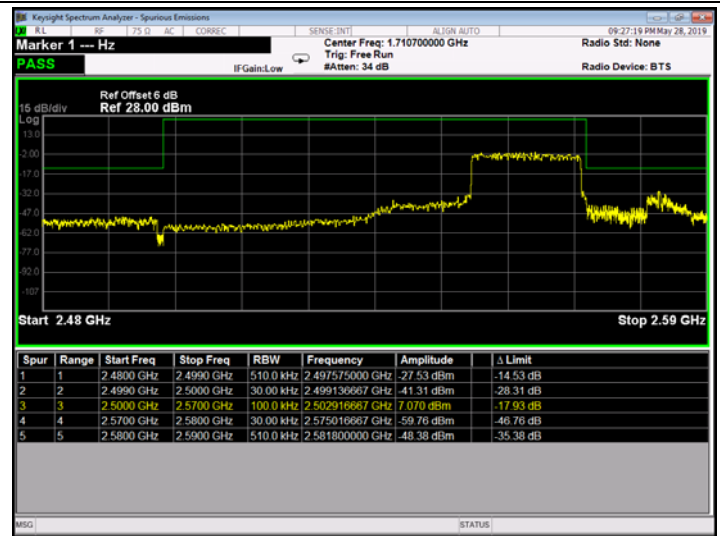 Keysight Spectrum Analyzer - Spurious Emissions
RL RF 75 Ω AC CORREC SENSE:INT ALIGN AUTO 09:27:19 PM May 28, 2019
Marker 1 --- Hz Center Freq: 1.710700000 GHz Radio Std: None
Trig: Free Run
PASS IFGain:Low #Atten: 34 dB Radio Device: BTS
Ref Offset 6 dB
15 dB/div Ref 28.00 dBm
Log
13.0
-2.00
-17.0
-32.0
-47.0
-62.0
-77.0
-92.0
-107
Start 2.48 GHz Stop 2.59 GHz
Spur Range Start Freq Stop Freq RBW Frequency Amplitude Δ Limit
1 1 2.4800 GHz 2.4990 GHz 510.0 kHz 2.497575000 GHz -27.53 dBm -14.53 dB
2 2 2.4990 GHz 2.5000 GHz 30.00 kHz 2.499136667 GHz -41.31 dBm -28.31 dB
3 3 2.5000 GHz 2.5700 GHz 100.0 kHz 2.502916667 GHz 7.070 dBm -17.93 dB
4 4 2.5700 GHz 2.5800 GHz 30.00 kHz 2.575016667 GHz -59.76 dBm -46.76 dB
5 5 2.5800 GHz 2.5900 GHz 510.0 kHz 2.581800000 GHz -48.38 dBm -35.38 dB
MSG STATUS